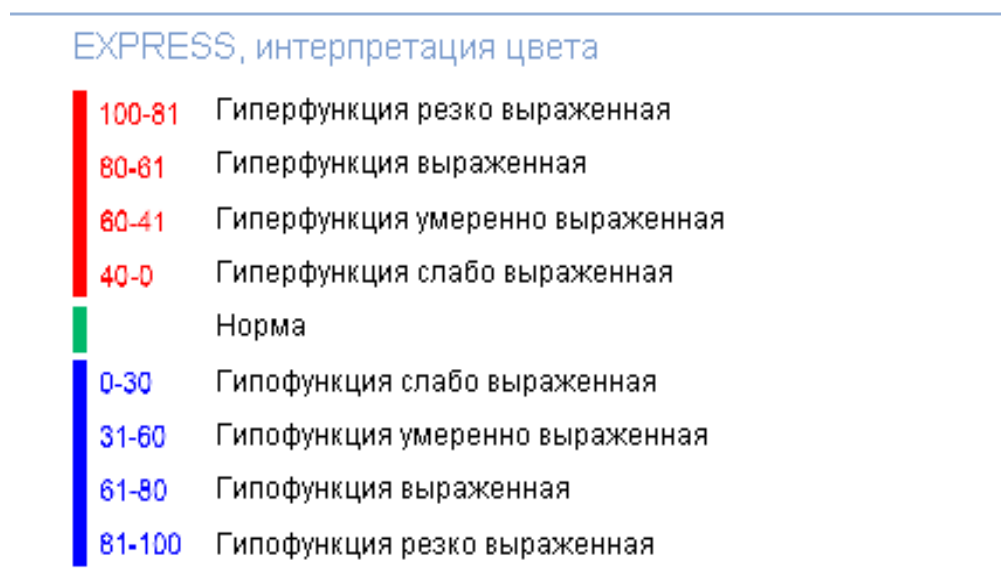 EXPRESS, интерпретация цвета
100-81 Гиперфункция резко выраженная
80-61 Гиперфункция выраженная
60-41 Гиперфункция умеренно выраженная
40-0 Гиперфункция слабо выраженная
Норма
0-30 Гипофункция слабо выраженная
31-60 Гипофункция умеренно выраженная
61-80 Гипофункция выраженная
81-100 Гипофункция резко выраженная